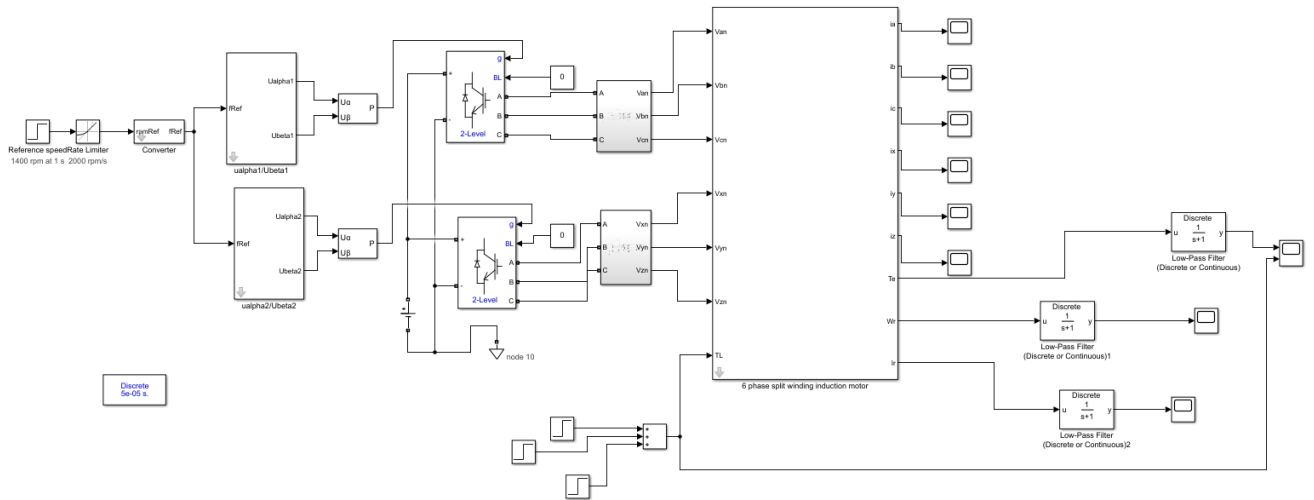 Reference speed
1400 rpm at 1 s
Rate Limiter
2000 rpm/s
rpmRef
fRef
Converter
fRef
Ualpha1
Ubeta1
ualpha1/Ubeta1
fRef
Ualpha2
Ubeta2
ualpha2/Ubeta2
Uα
Uβ
P
Uα
Uβ
P
g
BL
+
-
A
B
C
2-Level
0
g
BL
+
-
A
B
C
2-Level
0
A
B
C
Van
Vbn
Vcn
A
B
C
Vxn
Vyn
Vzn
+
node 10
Discrete
5e-05 s.
Van
Vbn
Vcn
Vxn
Vyn
Vzn
TL
ia
ib
ic
ix
iy
iz
Te
Wr
Ir
6 phase split winding induction motor
+
+
+
Discrete
u
1
s+1
y
Low-Pass Filter
(Discrete or Continuous)
Discrete
u
1
s+1
y
Low-Pass Filter
(Discrete or Continuous)1
Discrete
u
1
s+1
y
Low-Pass Filter
(Discrete or Continuous)2